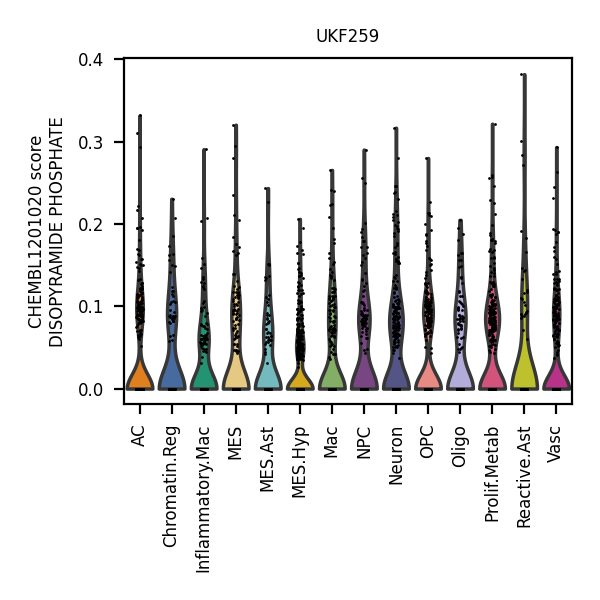 UKF259
CHEMBL1201020 score
DISOPYRAMIDE PHOSPHATE
0.4
0.3
0.2
0.1
0.0
AC
Chromatin.Reg
Inflammatory.Mac
MES
MES.Ast
MES.Hyp
Mac
NPC
Neuron
OPC
Oligo
Prolif.Metab
Reactive.Ast
Vasc